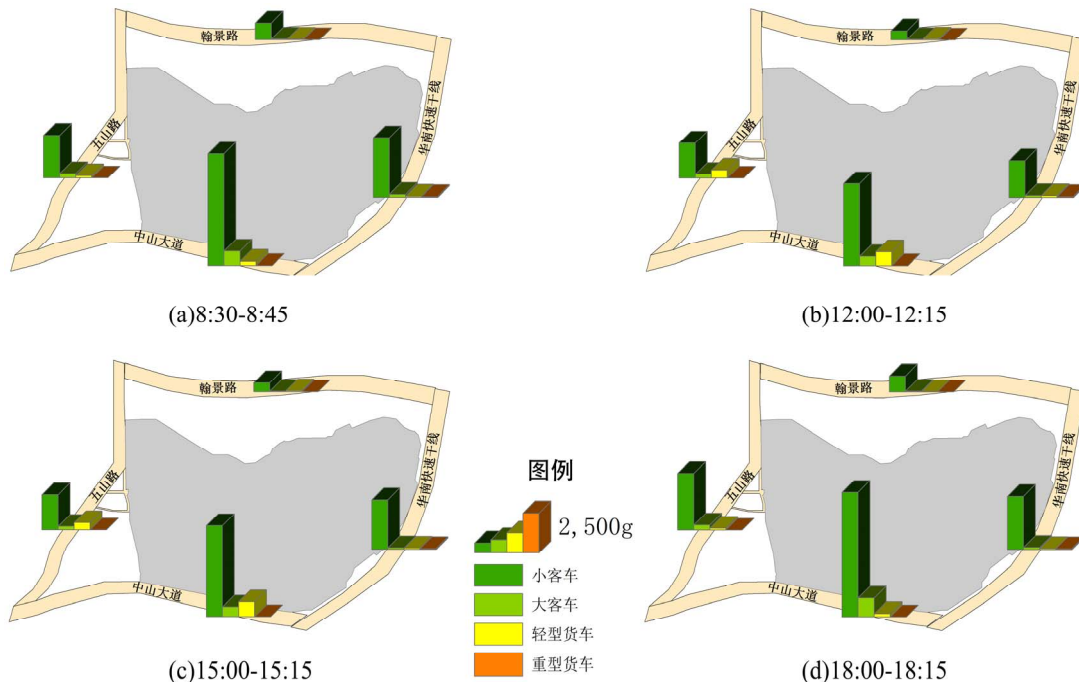 翰景路
五山路
华南快速干线
中山大道
(a)8:30-8:45
翰景路
五山路
华南快速干线
中山大道
(b)12:00-12:15
翰景路
五山路
华南快速干线
中山大道
(c)15:00-15:15
图例
2,500g
小客车
大客车
轻型货车
重型货车
翰景路
五山路
华南快速干线
中山大道
(d)18:00-18:15